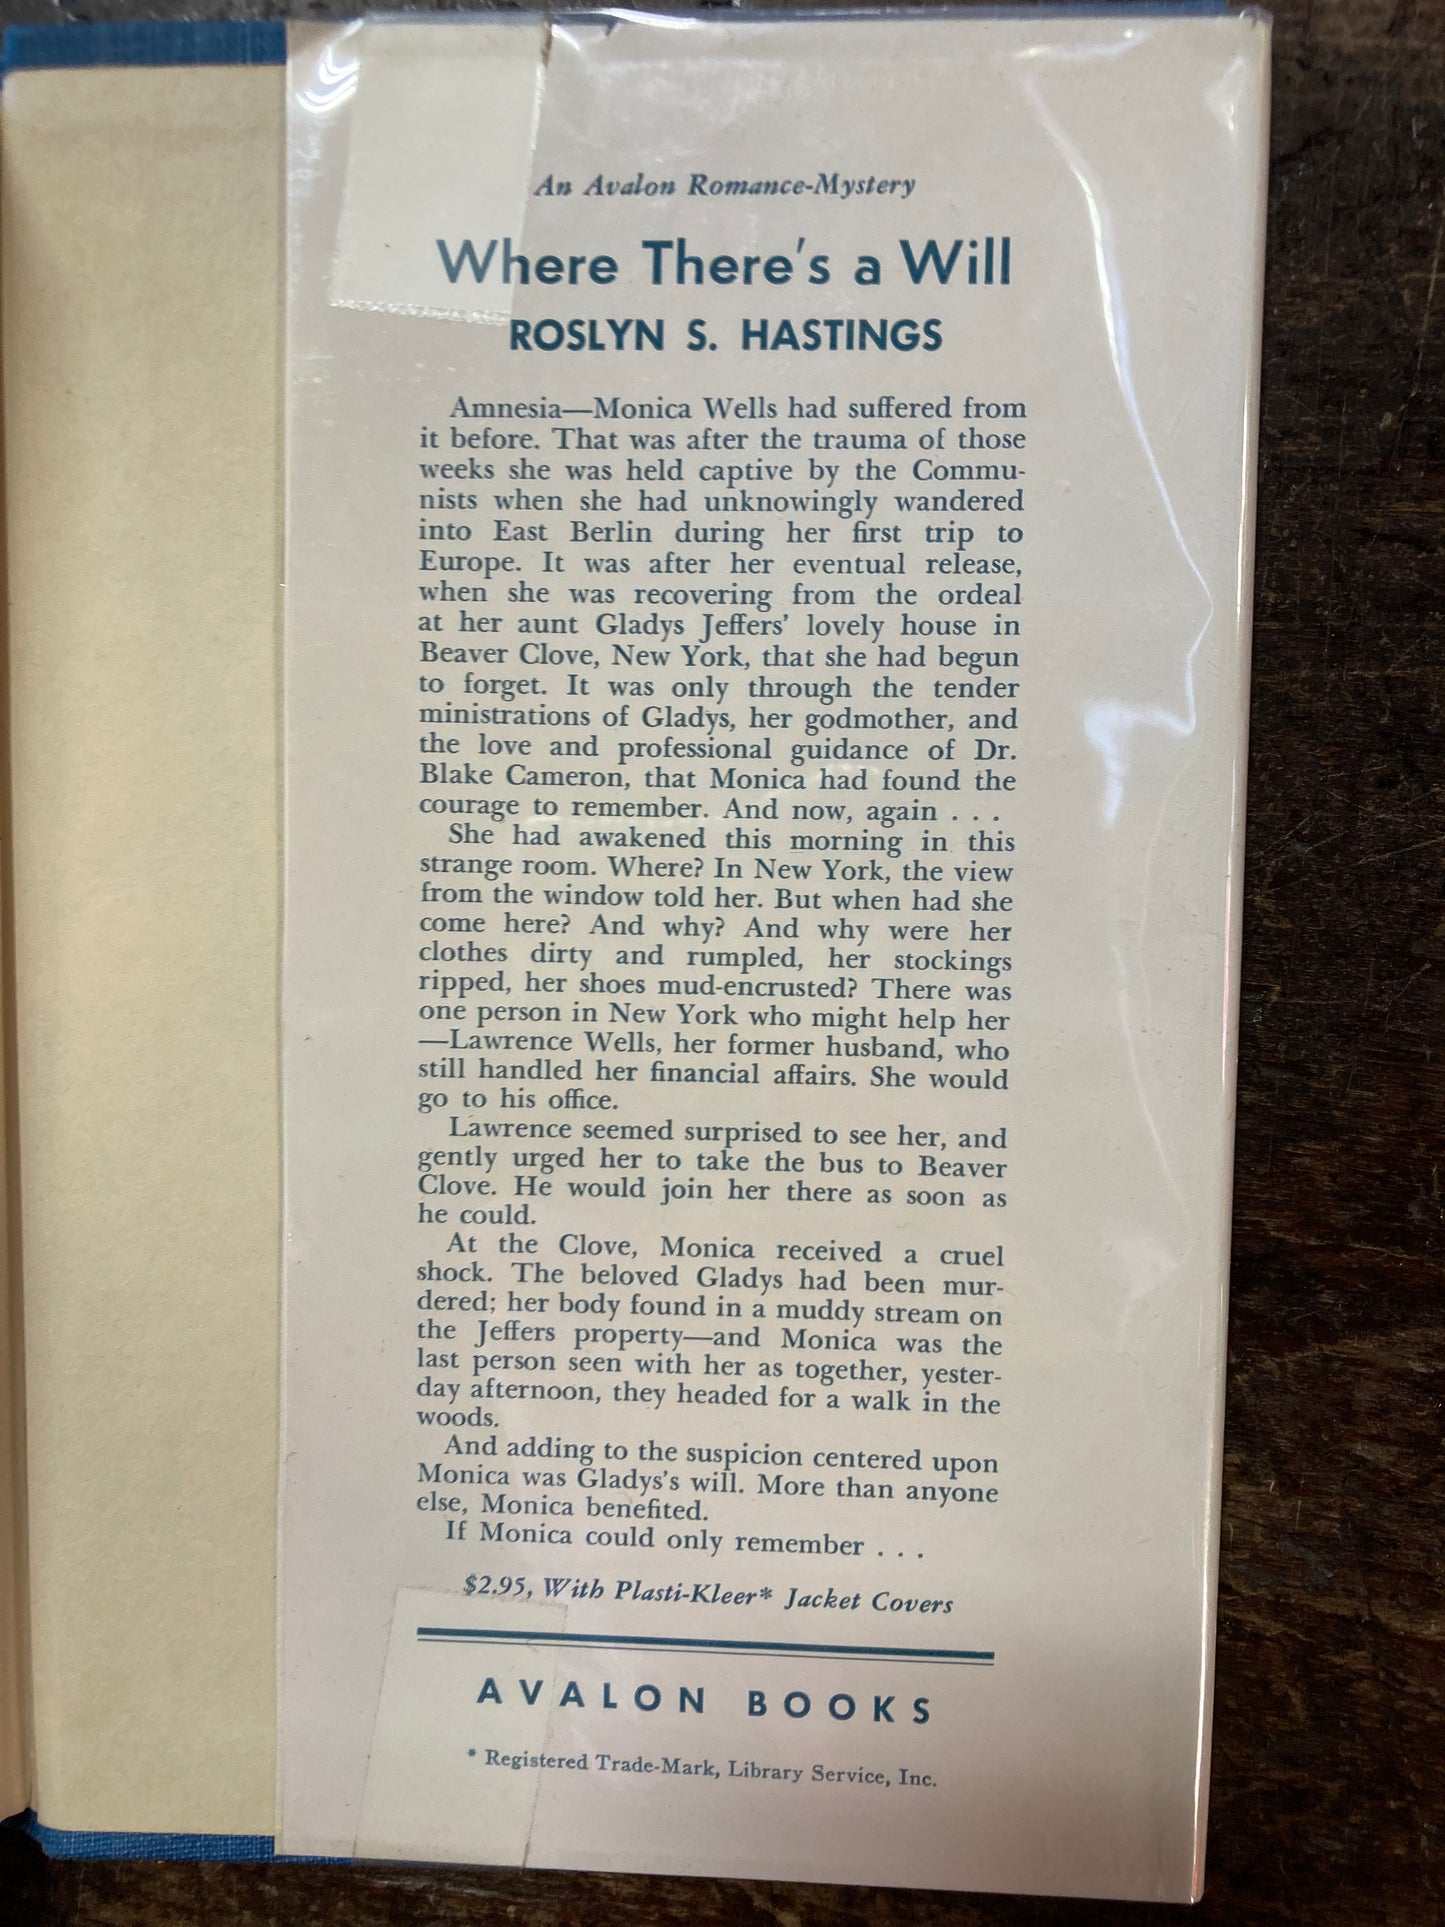 An Avalon Romance-Mystery
Where There's a Will
ROSLYN S. HASTINGS
Amnesia—Monica Wells had suffered from
it before. That was after the trauma of those
weeks she was held captive by the Commu-
nists when she had unknowingly wandered
into East Berlin during her first trip to
Europe. It was after her eventual release,
when she was recovering from the ordeal
at her aunt Gladys Jeffers' lovely house in
Beaver Clove, New York, that she had begun
to forget. It was only through the tender
ministrations of Gladys, her godmother, and
the love and professional guidance of Dr.
Blake Cameron, that Monica had found the
courage to remember. And now, again . . .
She had awakened this morning in this
strange room. Where? In New York, the view
from the window told her. But when had she
come here? And why? And why were her
clothes dirty and rumpled, her stockings
ripped, her shoes mud-encrusted? There was
one person in New York who might help her
—Lawrence Wells, her former husband, who
still handled her financial affairs. She would
go to his office.
Lawrence seemed surprised to see her, and
gently urged her to take the bus to Beaver
Clove. He would join her there as soon as
he could.
At the Clove, Monica received a cruel
shock. The beloved Gladys had been mur-
dered; her body found in a muddy stream on
the Jeffers property—and Monica was the
last person seen with her as together, yester-
day afternoon, they headed for a walk in the
woods.
And adding to the suspicion centered upon
Monica was Gladys's will. More than anyone
else, Monica benefited.
If Monica could only remember . . .
$2.95, With Plasti-Kleer* Jacket Covers
AVALON BOOKS
* Registered Trade-Mark, Library Service, Inc.